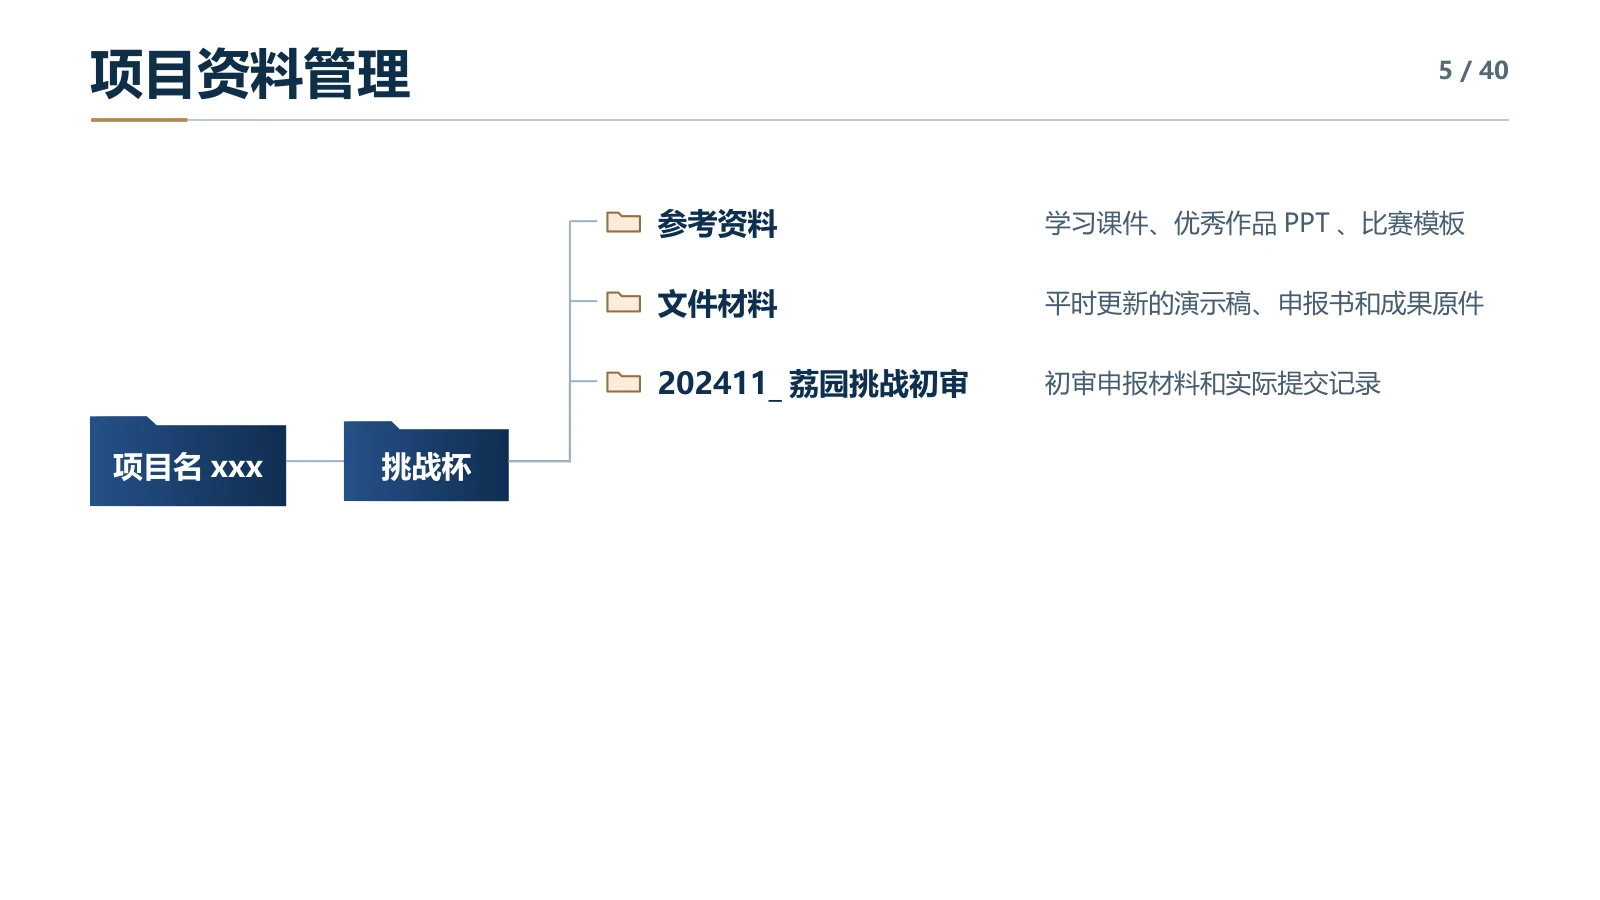 项目资料管理
5 / 40
参考资料 学习课件、优秀作品 PPT 、比赛模板
文件材料 平时更新的演示稿、申报书和成果原件
202411_ 荔园挑战初审 初审申报材料和实际提交记录
项目名 xxx 挑战杯